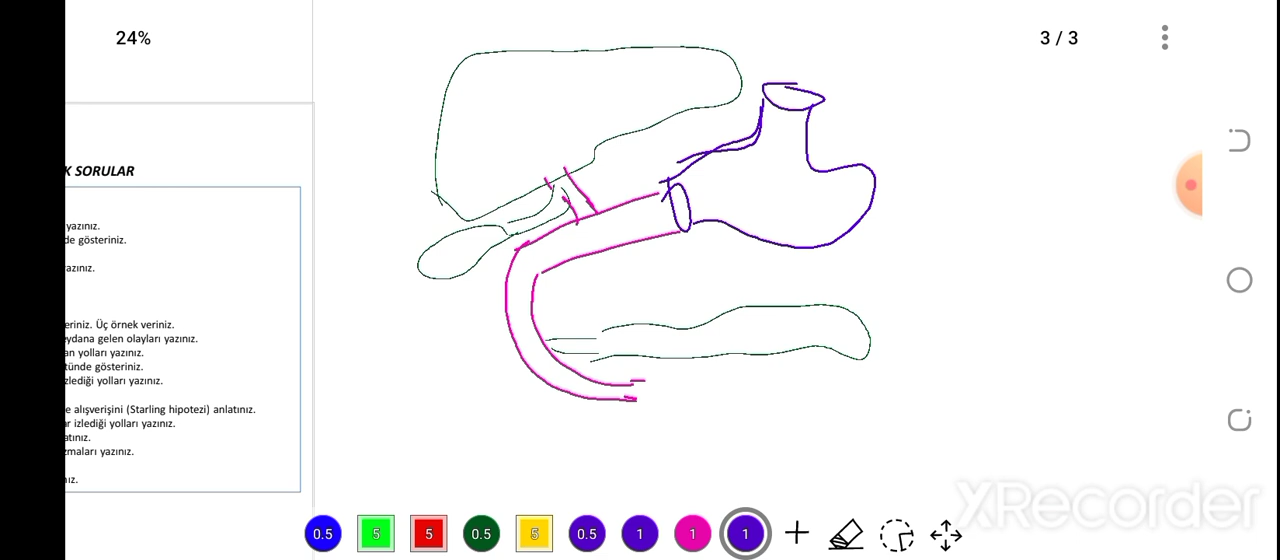 24%
3 / 3
K SORULAR
yazınız.
de gösteriniz.
azınız.
eriniz. Üç örnek veriniz.
eydana gelen olayları yazınız.
an yolları yazınız.
tünde gösteriniz.
zlediği yolları yazınız.
e alışverişini (Starling hipotezi) anlatınız.
ar izlediği yolları yazınız.
atınız.
zmaları yazınız.
nız.
0.5 5 5 0.5 5 0.5 1 1 1
XRecorder